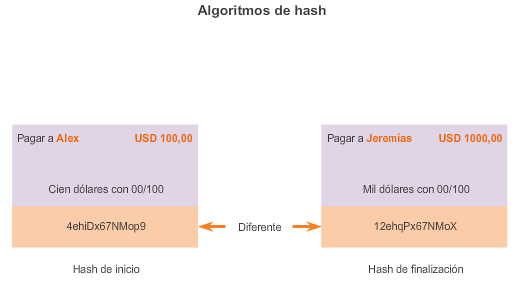 Algoritmos de hash
Pagar a Alex USD 100,00
Cien dólares con 00/100
4ehiDx67NMop9
Hash de inicio
Diferente
Pagar a Jeremías USD 1000,00
Mil dólares con 00/100
12ehqPx67NMoX
Hash de finalización